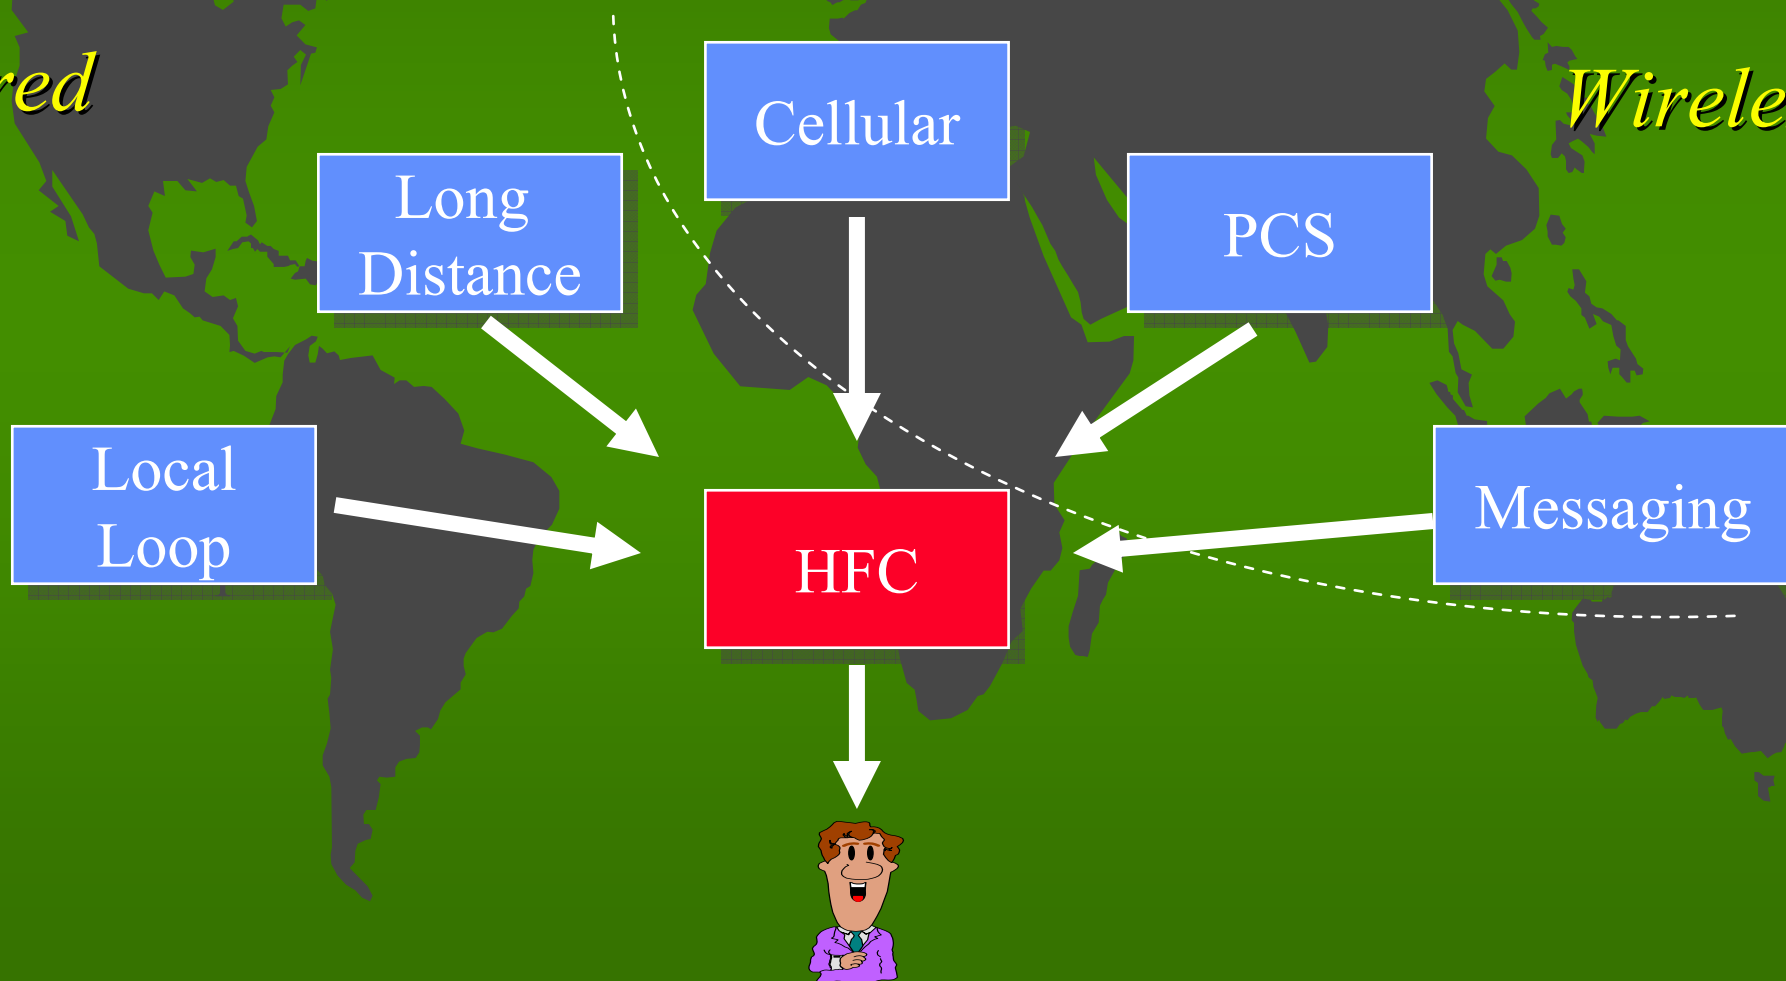 red
Wirele
Cellular
Long
Distance
PCS
Local
Loop
Messaging
HFC